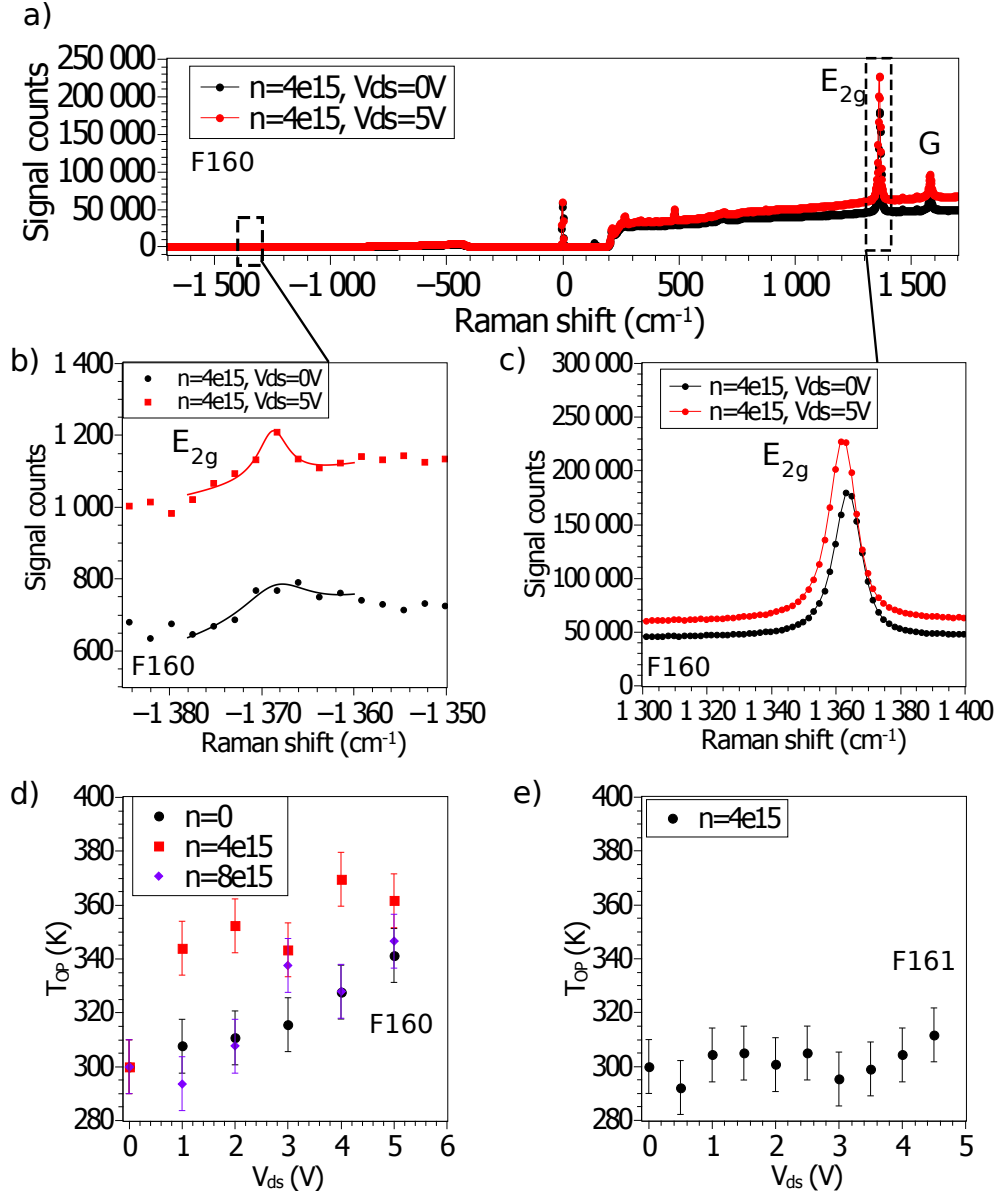 a)
250 000
200 000
150 000
100 000
50 000
0
Signal counts
n=4e15, Vds=0V
n=4e15, Vds=5V
F160
E2g
G
−1 500
−1 000
−500
0
500
1 000
1 500
Raman shift (cm-1)
b)
1 400
1 200
1 000
800
600
Signal counts
n=4e15, Vds=0V
n=4e15, Vds=5V
E2g
F160
−1 380
−1 370
−1 360
−1 350
Raman shift (cm-1)
c)
300 000
250 000
200 000
150 000
100 000
50 000
0
Signal counts
n=4e15, Vds=0V
n=4e15, Vds=5V
E2g
F160
1 300
1 320
1 340
1 360
1 380
1 400
Raman shift (cm-1)
d)
400
380
360
340
320
300
280
TOP (K)
n=0
n=4e15
n=8e15
F160
0
1
2
3
4
5
6
Vds (V)
e)
400
380
360
340
320
300
280
TOP (K)
n=4e15
F161
0
1
2
3
4
5
Vds (V)